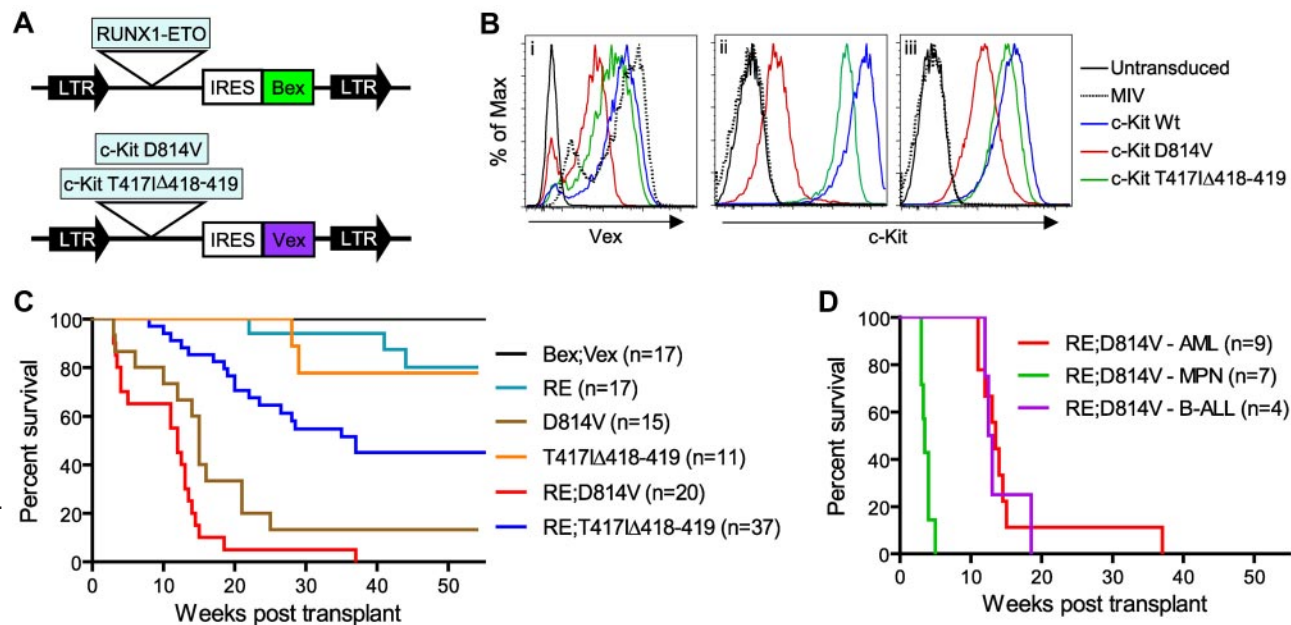 A
RUNX1-ETO
LTR
IRES
Bex
LTR
c-Kit D814V
c-Kit T417IΔ418-419
LTR
IRES
Vex
LTR
B
i
ii
iii
% of Max
Vex
c-Kit
Untransduced
MIV
c-Kit Wt
c-Kit D814V
c-Kit T417IΔ418-419
C
Percent survival
100
80
60
40
20
0
0 10 20 30 40 50
Weeks post transplant
Bex;Vex (n=17)
RE (n=17)
D814V (n=15)
T417IΔ418-419 (n=11)
RE;D814V (n=20)
RE;T417IΔ418-419 (n=37)
D
Percent survival
100
80
60
40
20
0
0 10 20 30 40 50
Weeks post transplant
RE;D814V - AML (n=9)
RE;D814V - MPN (n=7)
RE;D814V - B-ALL (n=4)